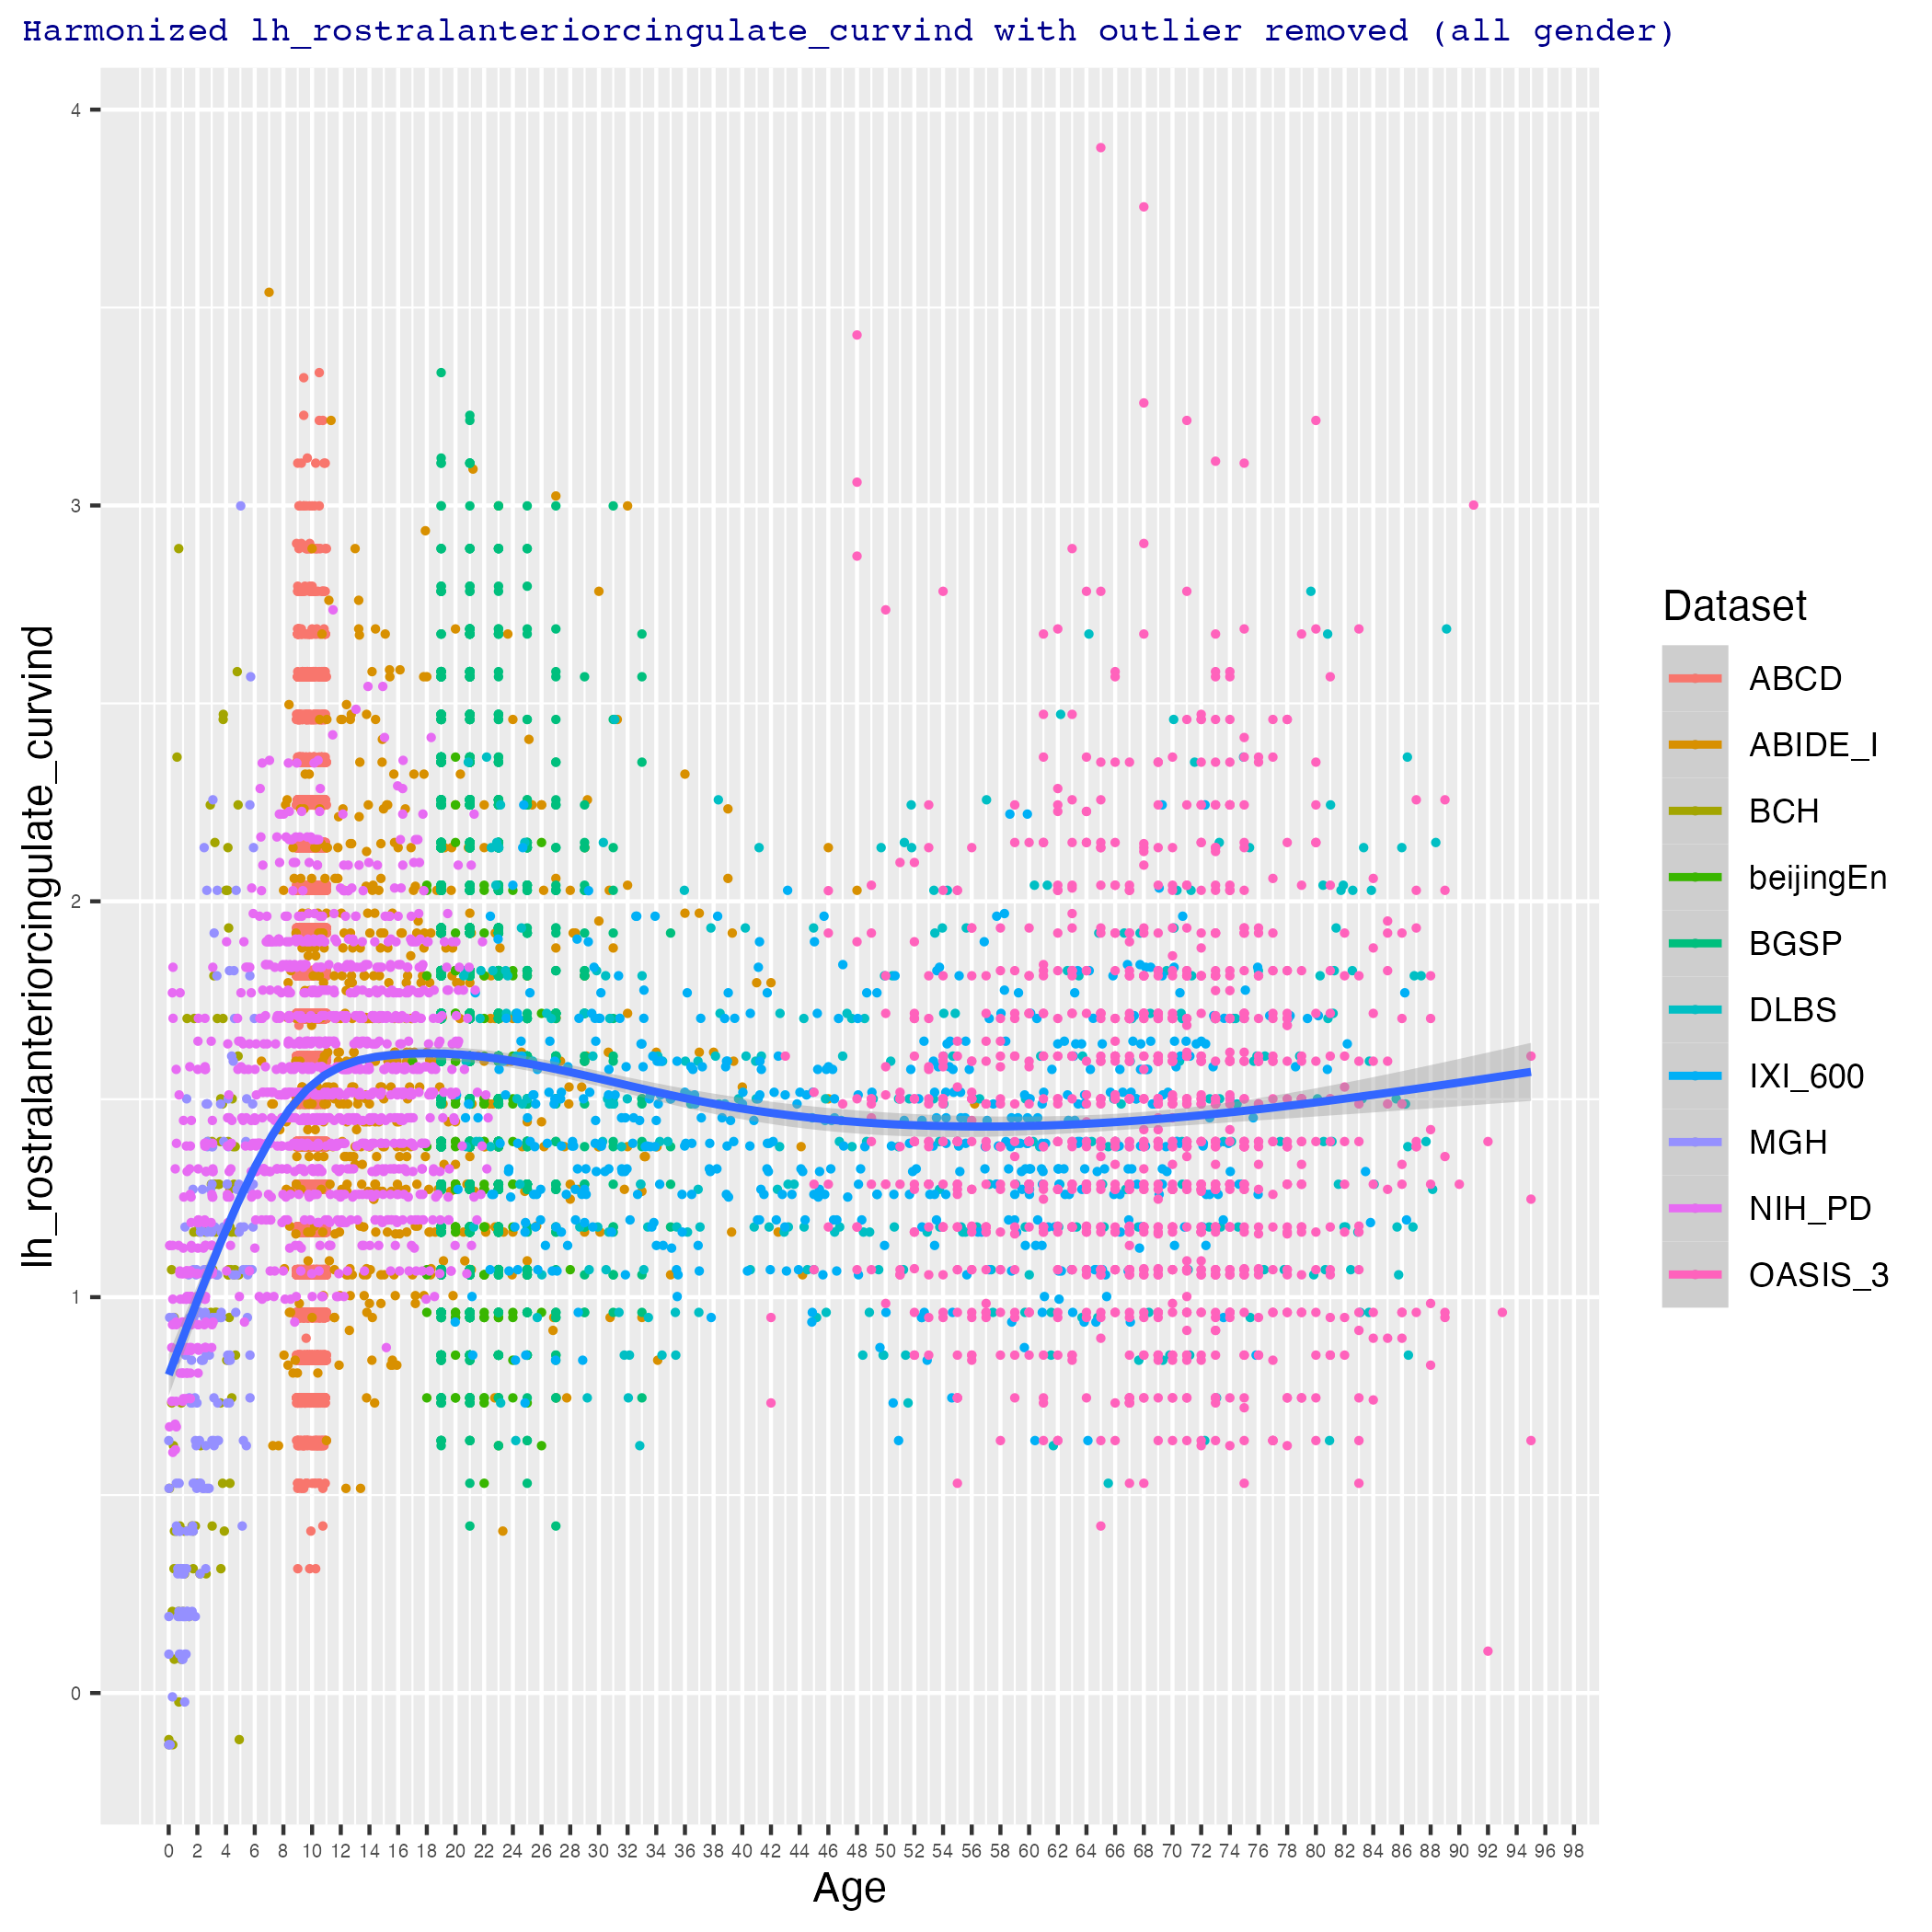 Harmonized lh_rostralanteriorcingulate_curvind with outlier removed (all gender)
lh_rostralanteriorcingulate_curvind
4
3
2
1
0
0 2 4 6 8 10 12 14 16 18 20 22 24 26 28 30 32 34 36 38 40 42 44 46 48 50 52 54 56 58 60 62 64 66 68 70 72 74 76 78 80 82 84 86 88 90 92 94 96 98
Age
Dataset
ABCD
ABIDE_I
BCH
beijingEn
BGSP
DLBS
IXI_600
MGH
NIH_PD
OASIS_3